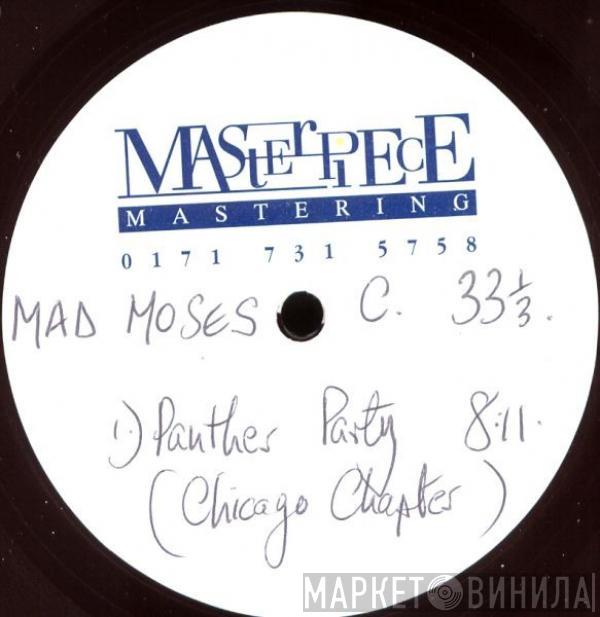 MASTERPIECE
MASTERING
0171 731 5758
MAD MOSES C. 33⅓.
1) Panther Party 8:11.
(Chicago Chapter)
МАРКЕТ ВИНИЛА